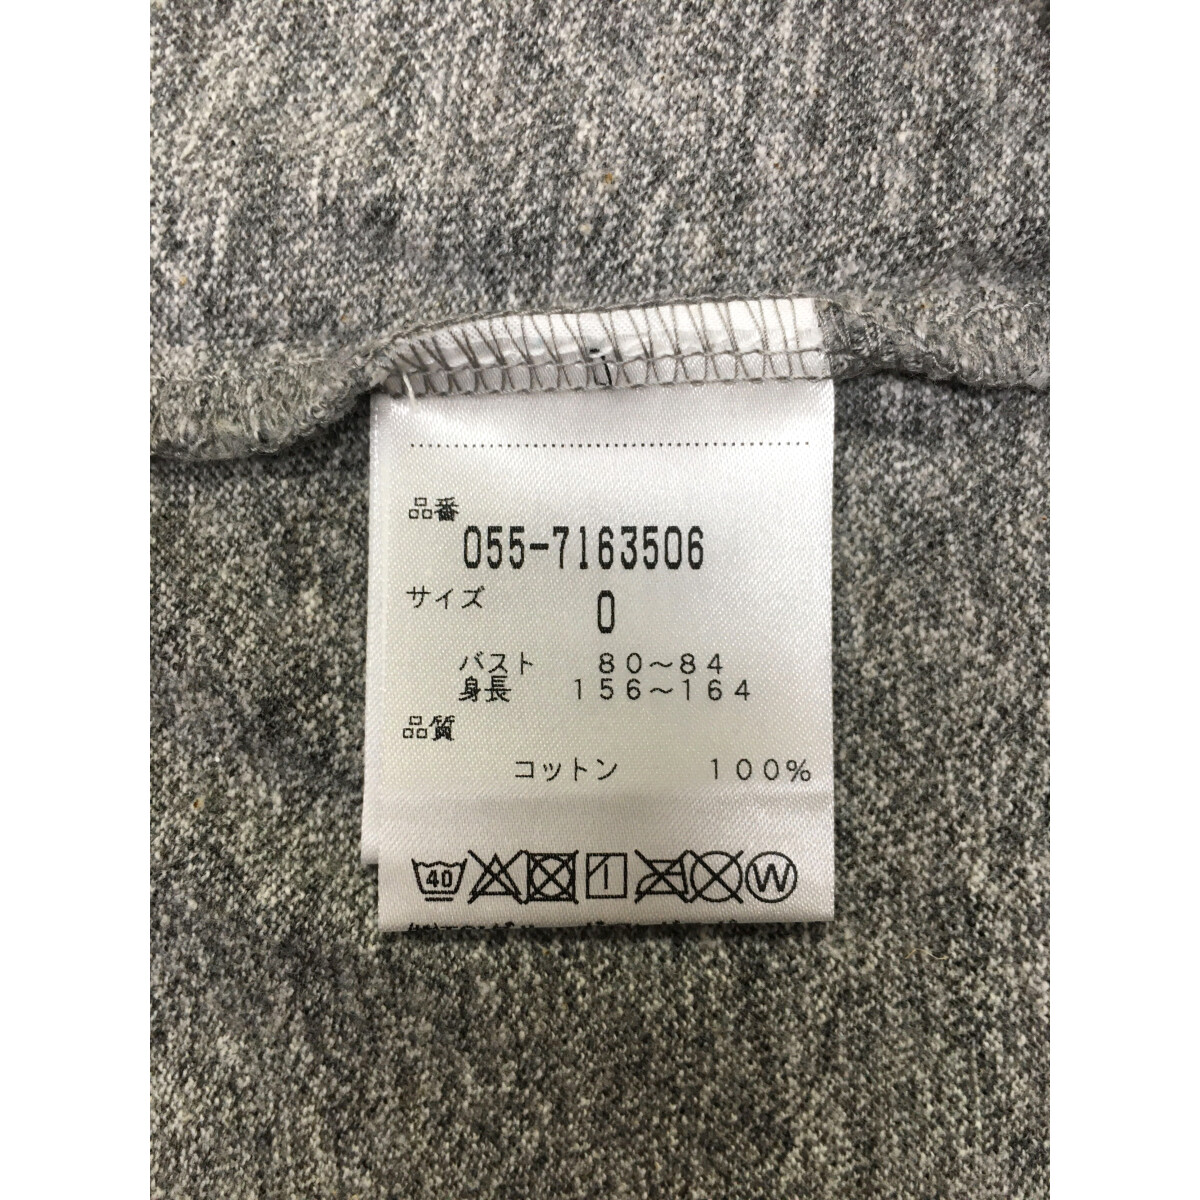 品番
055-7163506
サイズ 0
バスト 80～84
身長 156～164
品質
コットン 100%
40 W